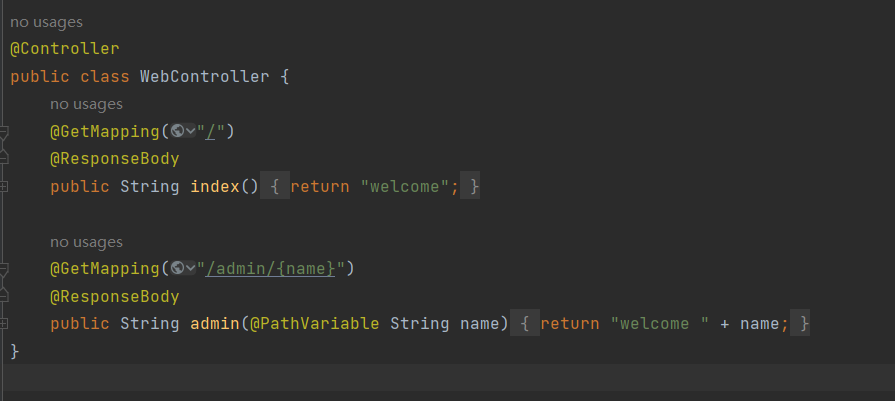 no usages
@Controller
public class WebController {
no usages
@GetMapping("/")
@ResponseBody
public String index() { return "welcome"; }
no usages
@GetMapping("/admin/{name}")
@ResponseBody
public String admin(@PathVariable String name) { return "welcome " + name; }
}